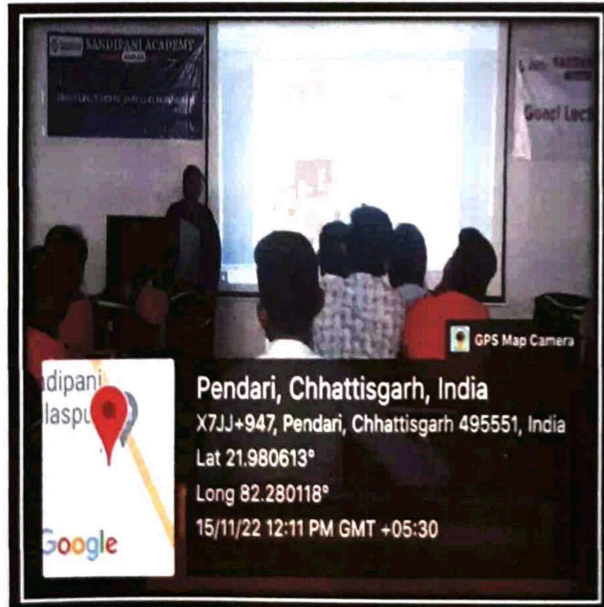 SANDIPANI ACADEMY
INDUCTION PROGRAM
Guest Lect
GPS Map Camera
dipani
laspu
Google
Pendari, Chhattisgarh, India
X7JJ+947, Pendari, Chhattisgarh 495551, India
Lat 21.980613°
Long 82.280118°
15/11/22 12:11 PM GMT +05:30